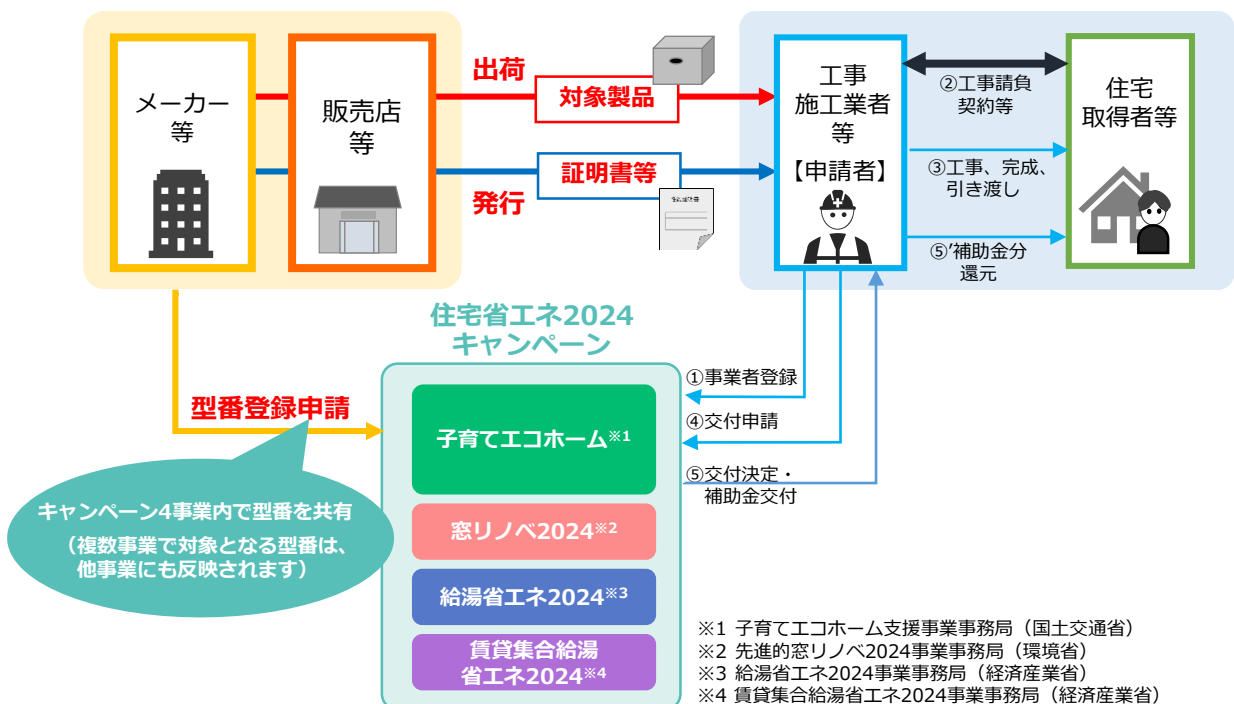 メーカー
等
販売店
等
出荷
対象製品
発行
証明書等
工事
施工業者
等
【申請者】
②工事請負
契約等
③工事、完成、
引き渡し
⑤’補助金分
還元
住宅
取得者等
住宅省エネ2024
キャンペーン
型番登録申請
キャンペーン4事業内で型番を共有
（複数事業で対象となる型番は、
他事業にも反映されます）
子育てエコホーム※1
窓リノベ2024※2
給湯省エネ2024※3
賃貸集合給湯
省エネ2024※4
①事業者登録
④交付申請
⑤交付決定・
補助金交付
※1 子育てエコホーム支援事業事務局（国土交通省）
※2 先進的窓リノベ2024事業事務局（環境省）
※3 給湯省エネ2024事業事務局（経済産業省）
※4 賃貸集合給湯省エネ2024事業事務局（経済産業省）